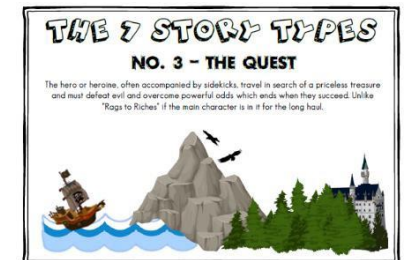 THE 7 STORY TYPES
NO. 3 – THE QUEST
The hero or heroine, often accompanied by sidekicks, travel in search of a priceless treasure
and must defeat evil and overcome powerful odds which ends when they succeed. Unlike
"Rags to Riches" if the main character is in it for the long haul.